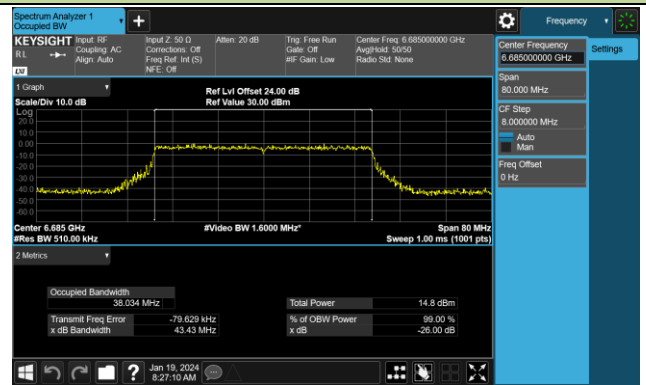 Spectrum Analyzer 1
Occupied BW
Frequency
KEYSIGHT
Input: RF
Input Z: 50 Ω
Atten: 20 dB
Trig: Free Run
Center Freq: 6.685000000 GHz
RL
Coupling: AC
Corrections: Off
Gate: Off
Avg|Hold: 50/50
Align: Auto
Freq Ref: Int (S)
#IF Gain: Low
Radio Std: None
NFE: Off
LXI
Center Frequency
6.685000000 GHz
Settings
Span
80.000 MHz
CF Step
8.000000 MHz
Auto
Man
Freq Offset
0 Hz
1 Graph
Ref Lvl Offset 24.00 dB
Scale/Div 10.0 dB
Ref Value 30.00 dBm
Log
20.0
10.0
0.00
-10.0
-20.0
-30.0
-40.0
-50.0
-60.0
Center 6.685 GHz
#Video BW 1.6000 MHz*
Span 80 MHz
#Res BW 510.00 kHz
Sweep 1.00 ms (1001 pts)
2 Metrics
Occupied Bandwidth
38.034 MHz
Total Power
14.8 dBm
Transmit Freq Error
-79.629 kHz
% of OBW Power
99.00 %
x dB Bandwidth
43.43 MHz
x dB
-26.00 dB
?
Jan 19, 2024
8:27:10 AM